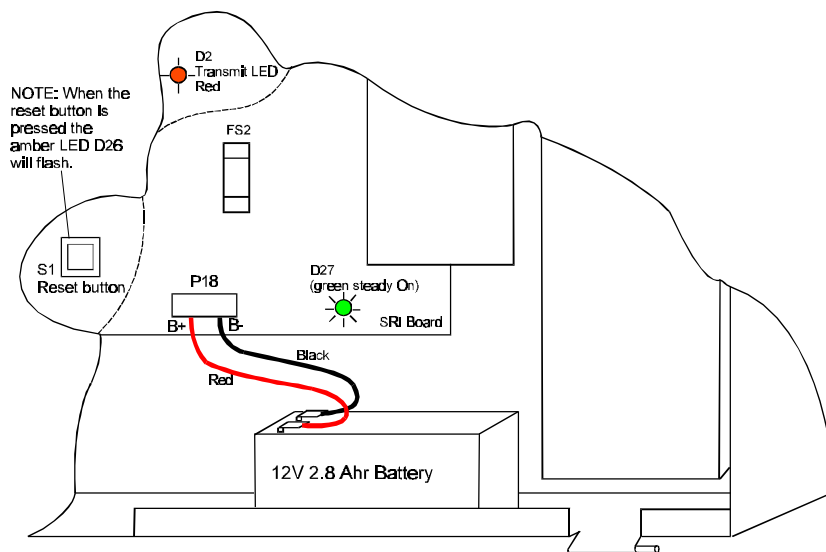 D2
Transmit LED
Red
NOTE: When the
reset button is
pressed the
amber LED D26
will flash.
FS2
S1
Reset button
P18
D27
(green steady On)
B+ B-
SRI Board
Black
Red
12V 2.8 Ahr Battery